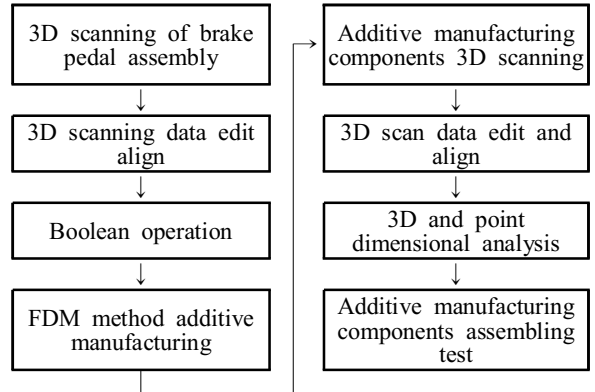 3D scanning of brake
pedal assembly
3D scanning data edit
align
Boolean operation
FDM method additive
manufacturing
Additive manufacturing
components 3D scanning
3D scan data edit and
align
3D and point
dimensional analysis
Additive manufacturing
components assembling
test